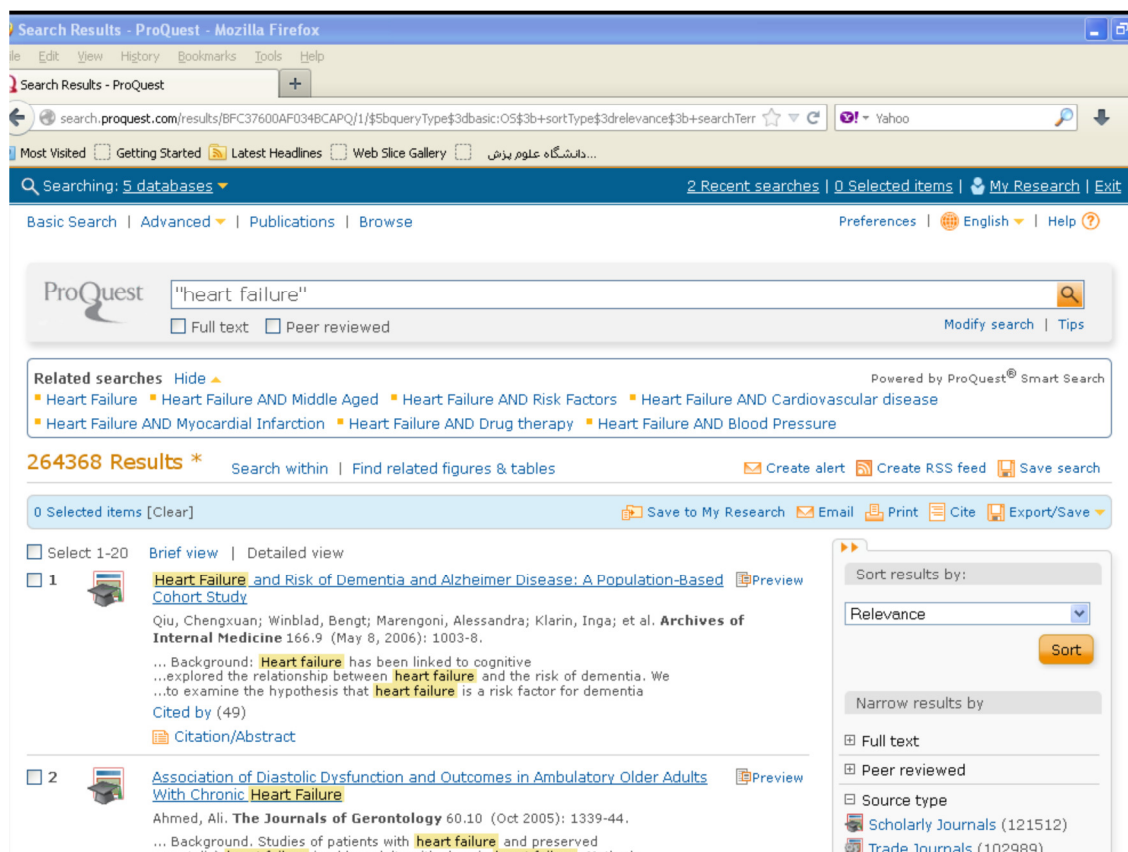 Search Results - ProQuest - Mozilla Firefox
Edit View History Bookmarks Tools Help
Search Results - ProQuest +
search.proquest.com/results/BFC37600AF034BCAPQ/1/$5bqueryType$3dbasic:OS$3b+sortType$3drelevance$3b+searchTerr Yahoo
Most Visited Getting Started Latest Headlines Web Slice Gallery دانشگاه علوم پزش...
Searching: 5 databases 2 Recent searches | 0 Selected items | My Research | Exit
Basic Search | Advanced | Publications | Browse Preferences | English | Help ?
ProQuest "heart failure"
Full text Peer reviewed Modify search | Tips
Related searches Hide Powered by ProQuest® Smart Search
Heart Failure Heart Failure AND Middle Aged Heart Failure AND Risk Factors Heart Failure AND Cardiovascular disease
Heart Failure AND Myocardial Infarction Heart Failure AND Drug therapy Heart Failure AND Blood Pressure
264368 Results * Search within | Find related figures & tables Create alert Create RSS feed Save search
0 Selected items [Clear] Save to My Research Email Print Cite Export/Save
Select 1-20 Brief view | Detailed view
1 Heart Failure and Risk of Dementia and Alzheimer Disease: A Population-Based Preview
Cohort Study
Qiu, Chengxuan; Winblad, Bengt; Marengoni, Alessandra; Klarin, Inga; et al. Archives of
Internal Medicine 166.9 (May 8, 2006): 1003-8.
... Background: Heart failure has been linked to cognitive
...explored the relationship between heart failure and the risk of dementia. We
...to examine the hypothesis that heart failure is a risk factor for dementia
Cited by (49)
Citation/Abstract
2 Association of Diastolic Dysfunction and Outcomes in Ambulatory Older Adults Preview
With Chronic Heart Failure
Ahmed, Ali. The Journals of Gerontology 60.10 (Oct 2005): 1339-44.
... Background. Studies of patients with heart failure and preserved
Sort results by:
Relevance
Sort
Narrow results by
Full text
Peer reviewed
Source type
Scholarly Journals (121512)
Trade Journals (102989)